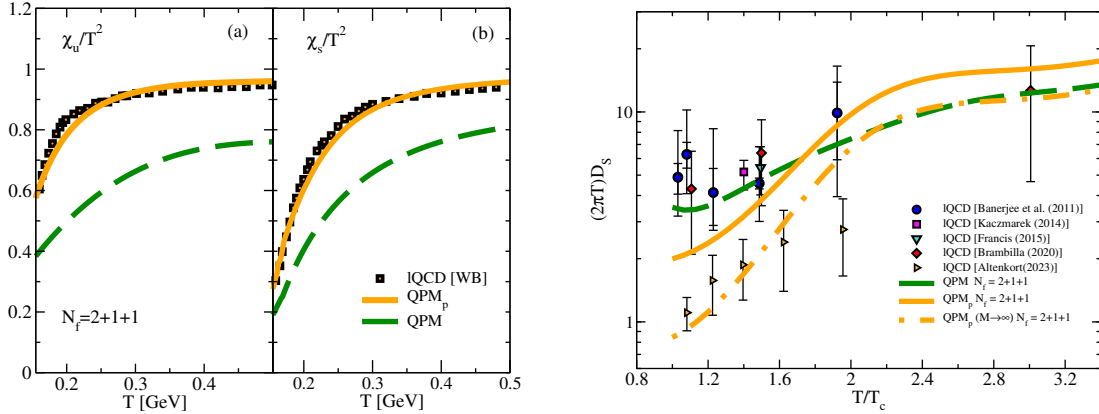 χu/T² (a)
χs/T² (b)
1
0.8
0.6
0.4
0.2
0
Nf=2+1+1
lQCD [WB]
QPMp
QPM
0.2 0.3 0.4
0.2 0.3 0.4 0.5
T [GeV]
T [GeV]
(2πT)Ds
10
1
lQCD [Banerjee et al. (2011)]
lQCD [Kaczmarek (2014)]
lQCD [Francis (2015)]
lQCD [Brambilla (2020)]
lQCD [Altenkort(2023)]
QPM Nf = 2+1+1
QPMp Nf = 2+1+1
QPMp (M→∞) Nf = 2+1+1
0.8 1.2 1.6 2 2.4 2.8 3.2
T/Tc